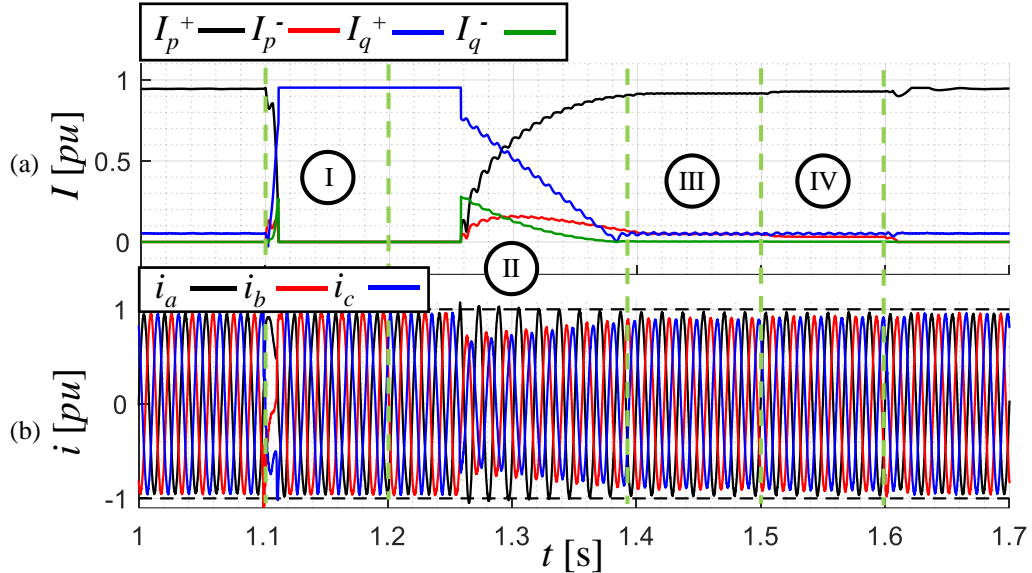 I_p^+ I_p^- I_q^+ I_q^-
1
0.5
0
I [pu]
(a)
I
II
III
IV
i_a i_b i_c
1
0
-1
i [pu]
(b)
1 1.1 1.2 1.3 1.4 1.5 1.6 1.7
t [s]